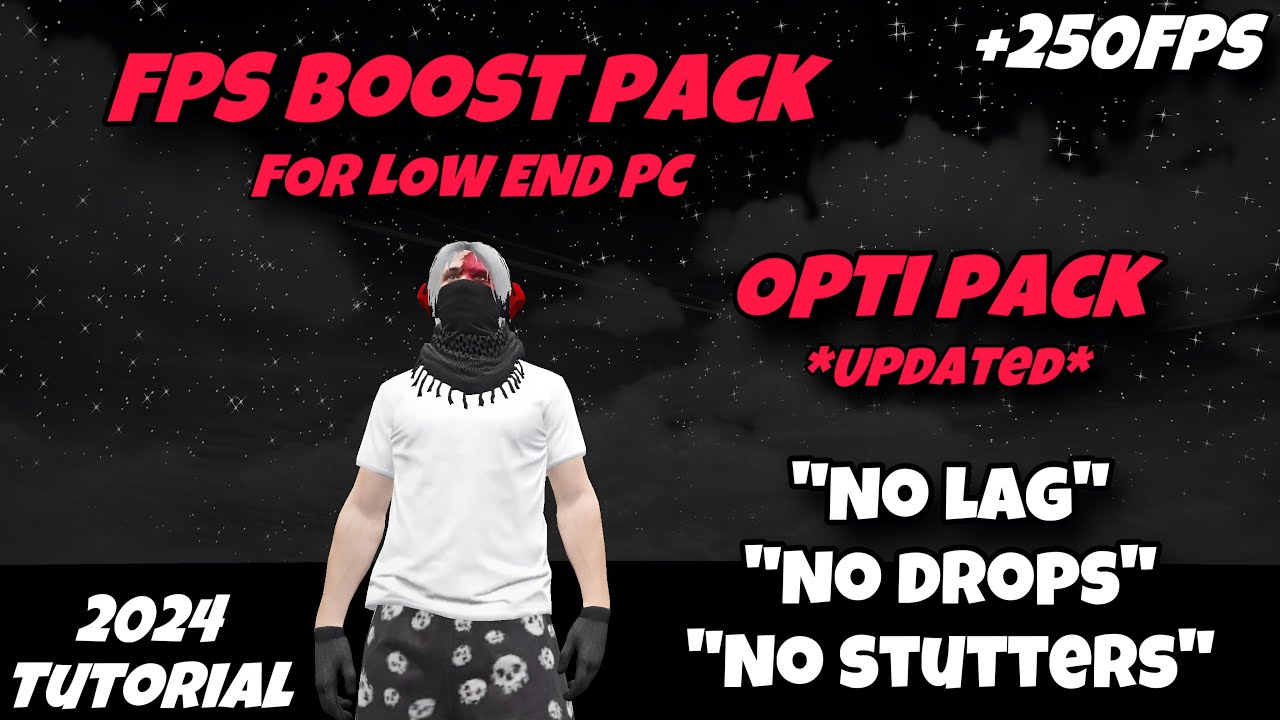 +250FPS
FPS BOOST PACK
FOR LOW END PC
OPTI PACK
*UPDATED*
"NO LAG"
"NO DROPS"
"NO STUTTERS"
2024
TUTORIAL